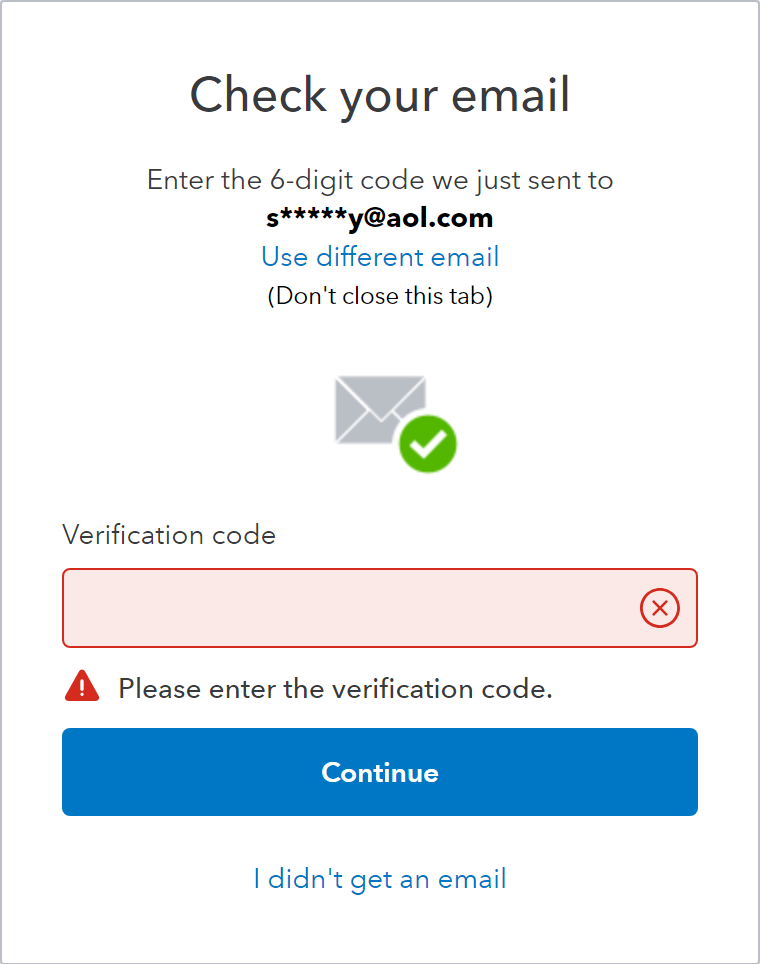 Check your email
Enter the 6-digit code we just sent to
s*****y@aol.com
Use different email
(Don't close this tab)
Verification code
Please enter the verification code.
Continue
I didn't get an email